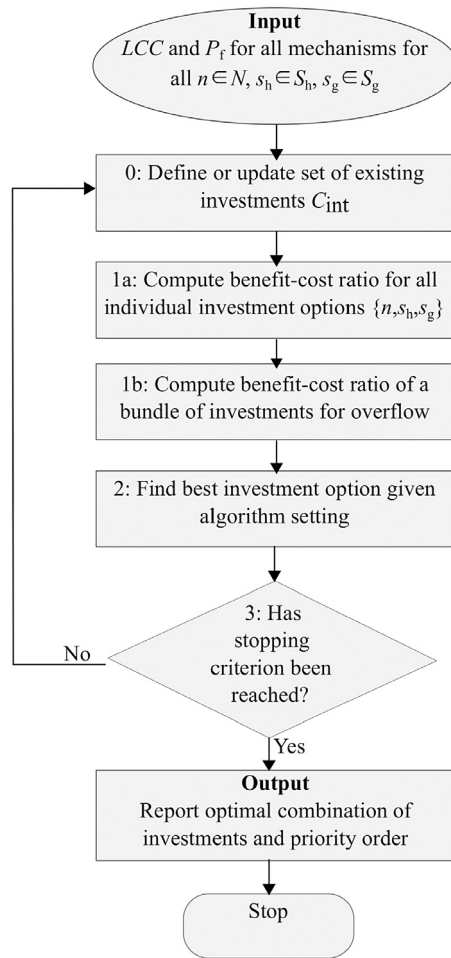 Input
LCC and Pf for all mechanisms for
all n ∈ N, sh ∈ Sh, sg ∈ Sg
0: Define or update set of existing
investments Cint
1a: Compute benefit-cost ratio for all
individual investment options {n,sh,sg}
1b: Compute benefit-cost ratio of a
bundle of investments for overflow
2: Find best investment option given
algorithm setting
3: Has
stopping
criterion been
reached?
No
Yes
Output
Report optimal combination of
investments and priority order
Stop